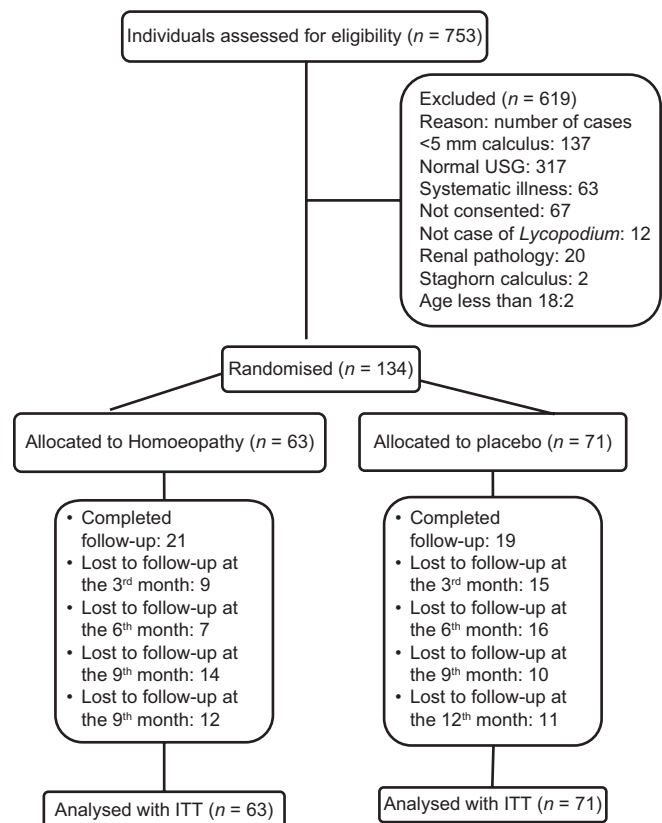 Individuals assessed for eligibility (n = 753)
Excluded (n = 619)
Reason: number of cases
<5 mm calculus: 137
Normal USG: 317
Systematic illness: 63
Not consented: 67
Not case of Lycopodium: 12
Renal pathology: 20
Staghorn calculus: 2
Age less than 18:2
Randomised (n = 134)
Allocated to Homoeopathy (n = 63)
Allocated to placebo (n = 71)
• Completed
follow-up: 21
• Lost to follow-up at
the 3rd month: 9
• Lost to follow-up at
the 6th month: 7
• Lost to follow-up at
the 9th month: 14
• Lost to follow-up at
the 9th month: 12
• Completed
follow-up: 19
• Lost to follow-up at
the 3rd month: 15
• Lost to follow-up at
the 6th month: 16
• Lost to follow-up at
the 9th month: 10
• Lost to follow-up at
the 12th month: 11
Analysed with ITT (n = 63)
Analysed with ITT (n = 71)